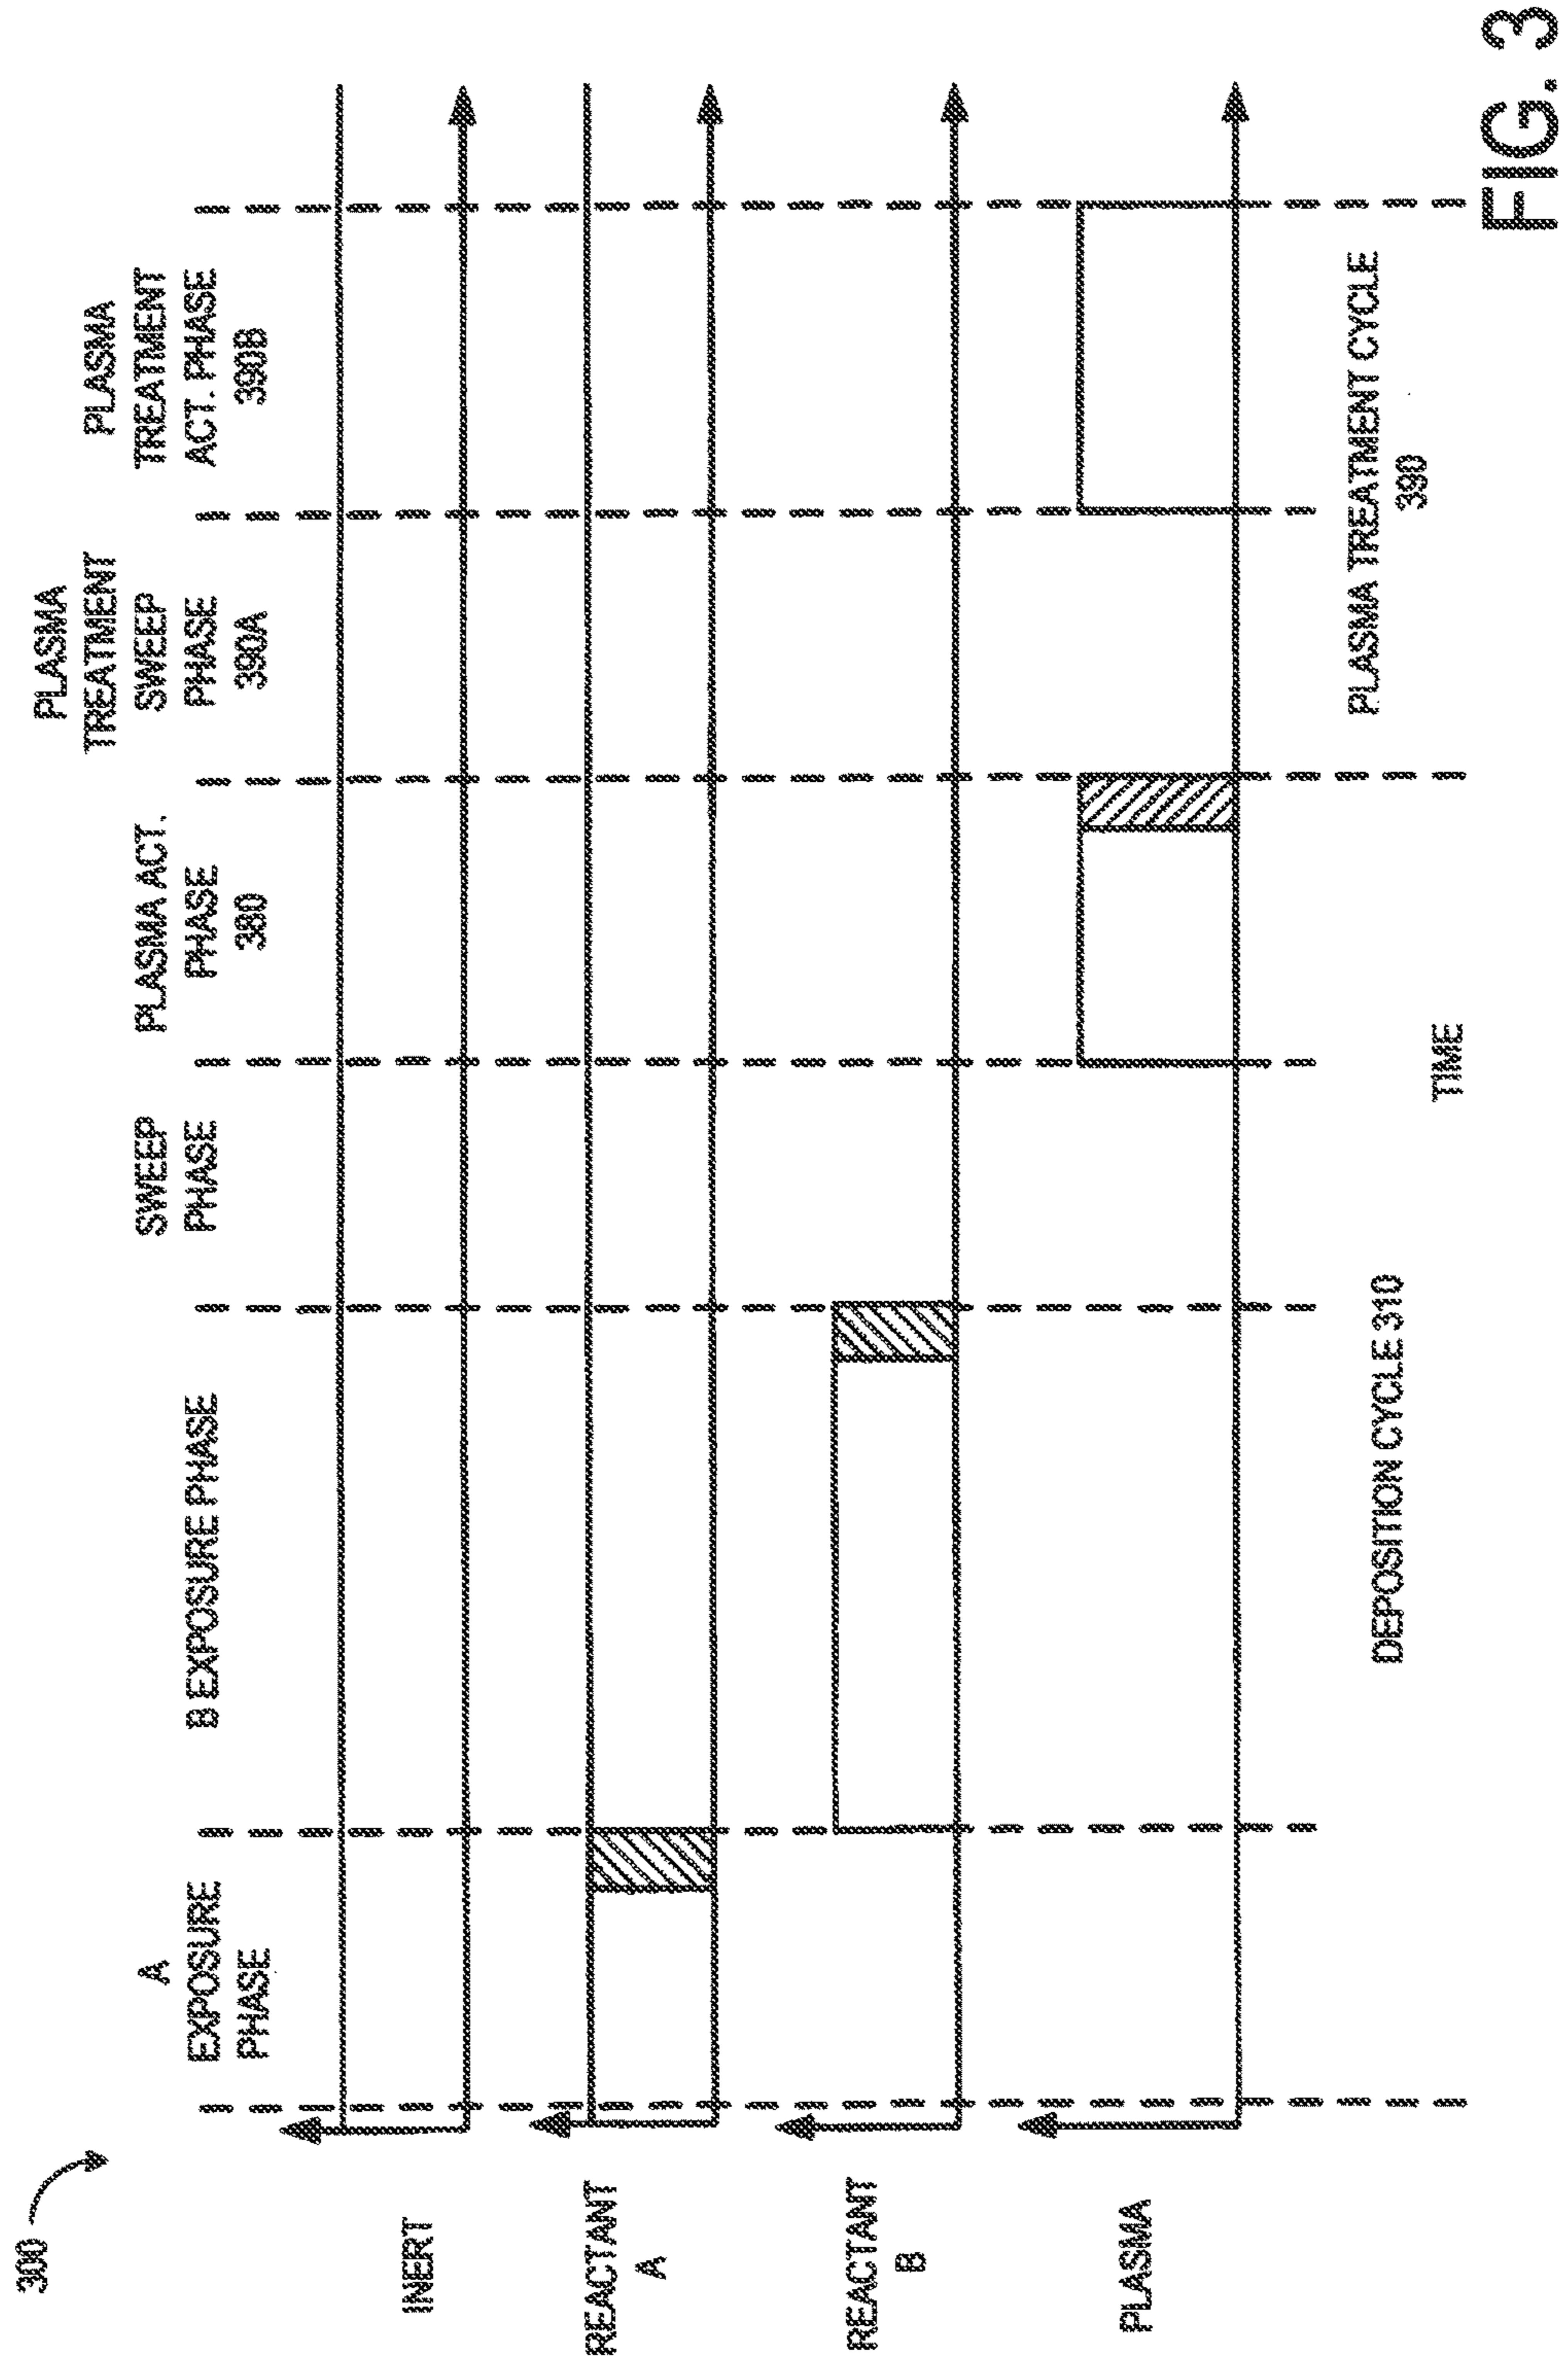 300
A
EXPOSURE
PHASE
B EXPOSURE PHASE
SWEEP
PHASE
PLASMA ACT.
PHASE
380
PLASMA
TREATMENT
SWEEP
PHASE
390A
PLASMA
TREATMENT
ACT. PHASE
390B
INERT
REACTANT
A
REACTANT
B
PLASMA
DEPOSITION CYCLE 310
PLASMA TREATMENT CYCLE
390
TIME
FIG. 3